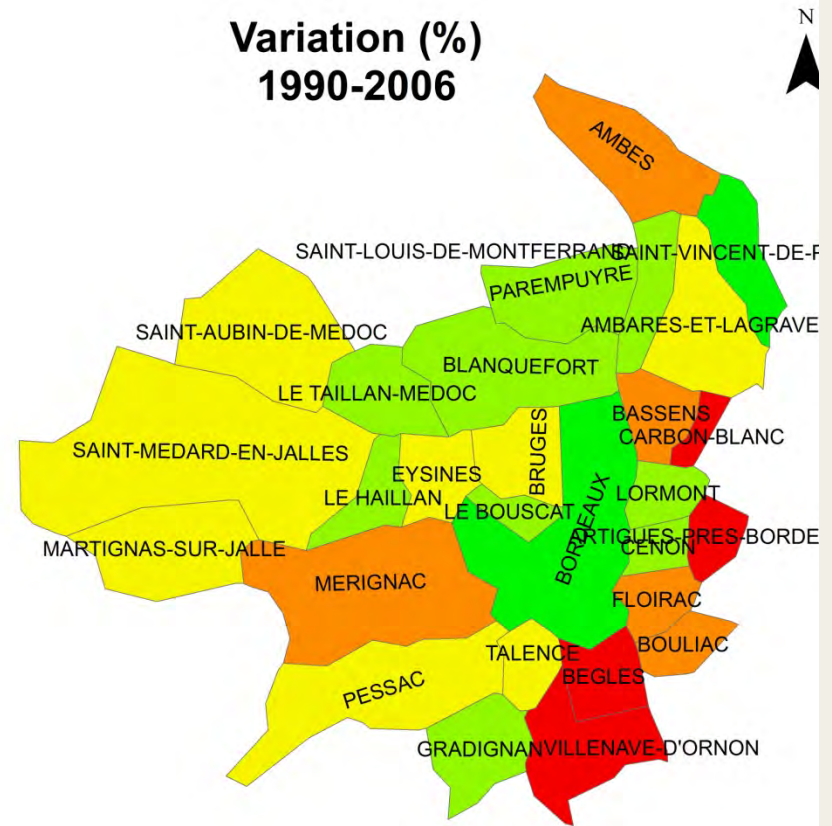 Variation (%)
1990-2006
N
AMBES
SAINT-LOUIS-DE-MONTFERRAND
SAINT-VINCENT-DE-P
PAREMPUYRE
SAINT-AUBIN-DE-MEDOC
AMBARES-ET-LAGRAVE
BLANQUEFORT
LE TAILLAN-MEDOC
BASSENS
CARBON-BLANC
SAINT-MEDARD-EN-JALLES
BRUGES
EYSINES
LE HAILLAN
LORMONT
LE BOUSCAT
BORDEAUX
ARTIGUES-PRES-BORDE
CENON
MARTIGNAS-SUR-JALLE
MERIGNAC
FLOIRAC
BOULIAC
TALENCE
BEGLES
PESSAC
GRADIGNAN
VILLENAVE-D'ORNON